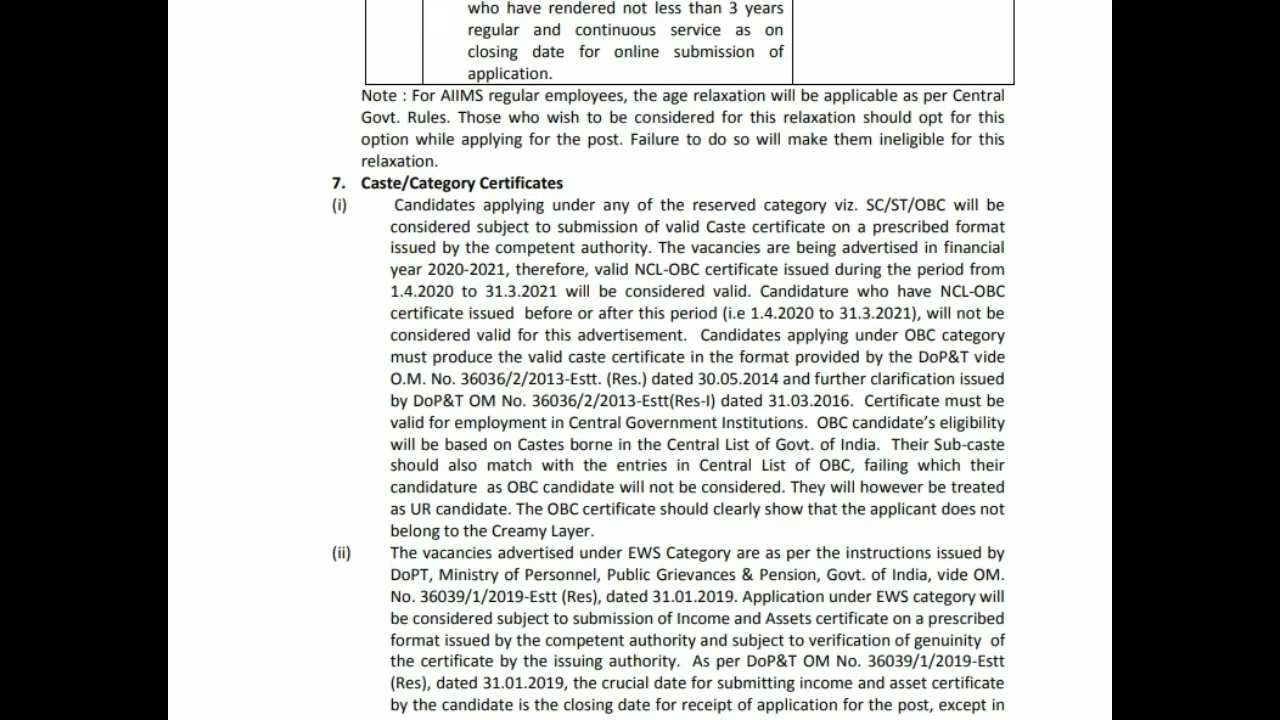 who have rendered not less than 3 years
regular and continuous service as on
closing date for online submission of
application.
Note : For AIIMS regular employees, the age relaxation will be applicable as per Central
Govt. Rules. Those who wish to be considered for this relaxation should opt for this
option while applying for the post. Failure to do so will make them ineligible for this
relaxation.
7. Caste/Category Certificates
(i) Candidates applying under any of the reserved category viz. SC/ST/OBC will be
considered subject to submission of valid Caste certificate on a prescribed format
issued by the competent authority. The vacancies are being advertised in financial
year 2020-2021, therefore, valid NCL-OBC certificate issued during the period from
1.4.2020 to 31.3.2021 will be considered valid. Candidature who have NCL-OBC
certificate issued before or after this period (i.e 1.4.2020 to 31.3.2021), will not be
considered valid for this advertisement. Candidates applying under OBC category
must produce the valid caste certificate in the format provided by the DoP&T vide
O.M. No. 36036/2/2013-Estt. (Res.) dated 30.05.2014 and further clarification issued
by DoP&T OM No. 36036/2/2013-Estt(Res-I) dated 31.03.2016. Certificate must be
valid for employment in Central Government Institutions. OBC candidate's eligibility
will be based on Castes borne in the Central List of Govt. of India. Their Sub-caste
should also match with the entries in Central List of OBC, failing which their
candidature as OBC candidate will not be considered. They will however be treated
as UR candidate. The OBC certificate should clearly show that the applicant does not
belong to the Creamy Layer.
(ii) The vacancies advertised under EWS Category are as per the instructions issued by
DoPT, Ministry of Personnel, Public Grievances & Pension, Govt. of India, vide OM.
No. 36039/1/2019-Estt (Res), dated 31.01.2019. Application under EWS category will
be considered subject to submission of Income and Assets certificate on a prescribed
format issued by the competent authority and subject to verification of genuinity of
the certificate by the issuing authority. As per DoP&T OM No. 36039/1/2019-Estt
(Res), dated 31.01.2019, the crucial date for submitting income and asset certificate
by the candidate is the closing date for receipt of application for the post, except in